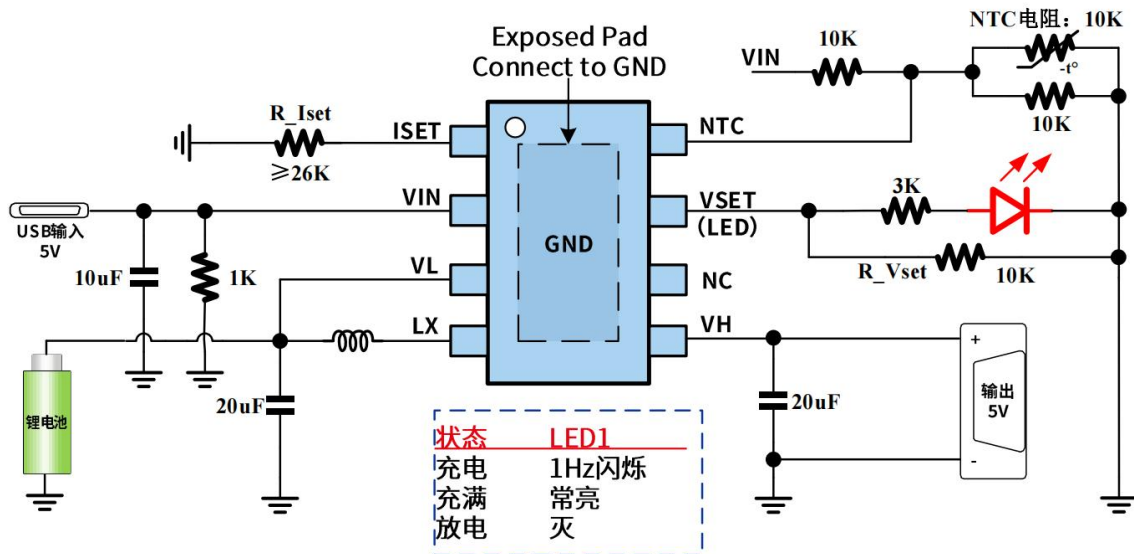 NTC电阻：10K
Exposed Pad
Connect to GND
10K
VIN
-t°
10K
R_Iset
≥26K
ISET
NTC
VIN
VSET
(LED)
3K
USB输入
5V
10uF
1K
GND
VL
NC
R_Vset
10K
LX
VH
锂电池
20uF
20uF
+
输出
5V
-
状态 LED1
充电 1Hz闪烁
充满 常亮
放电 灭